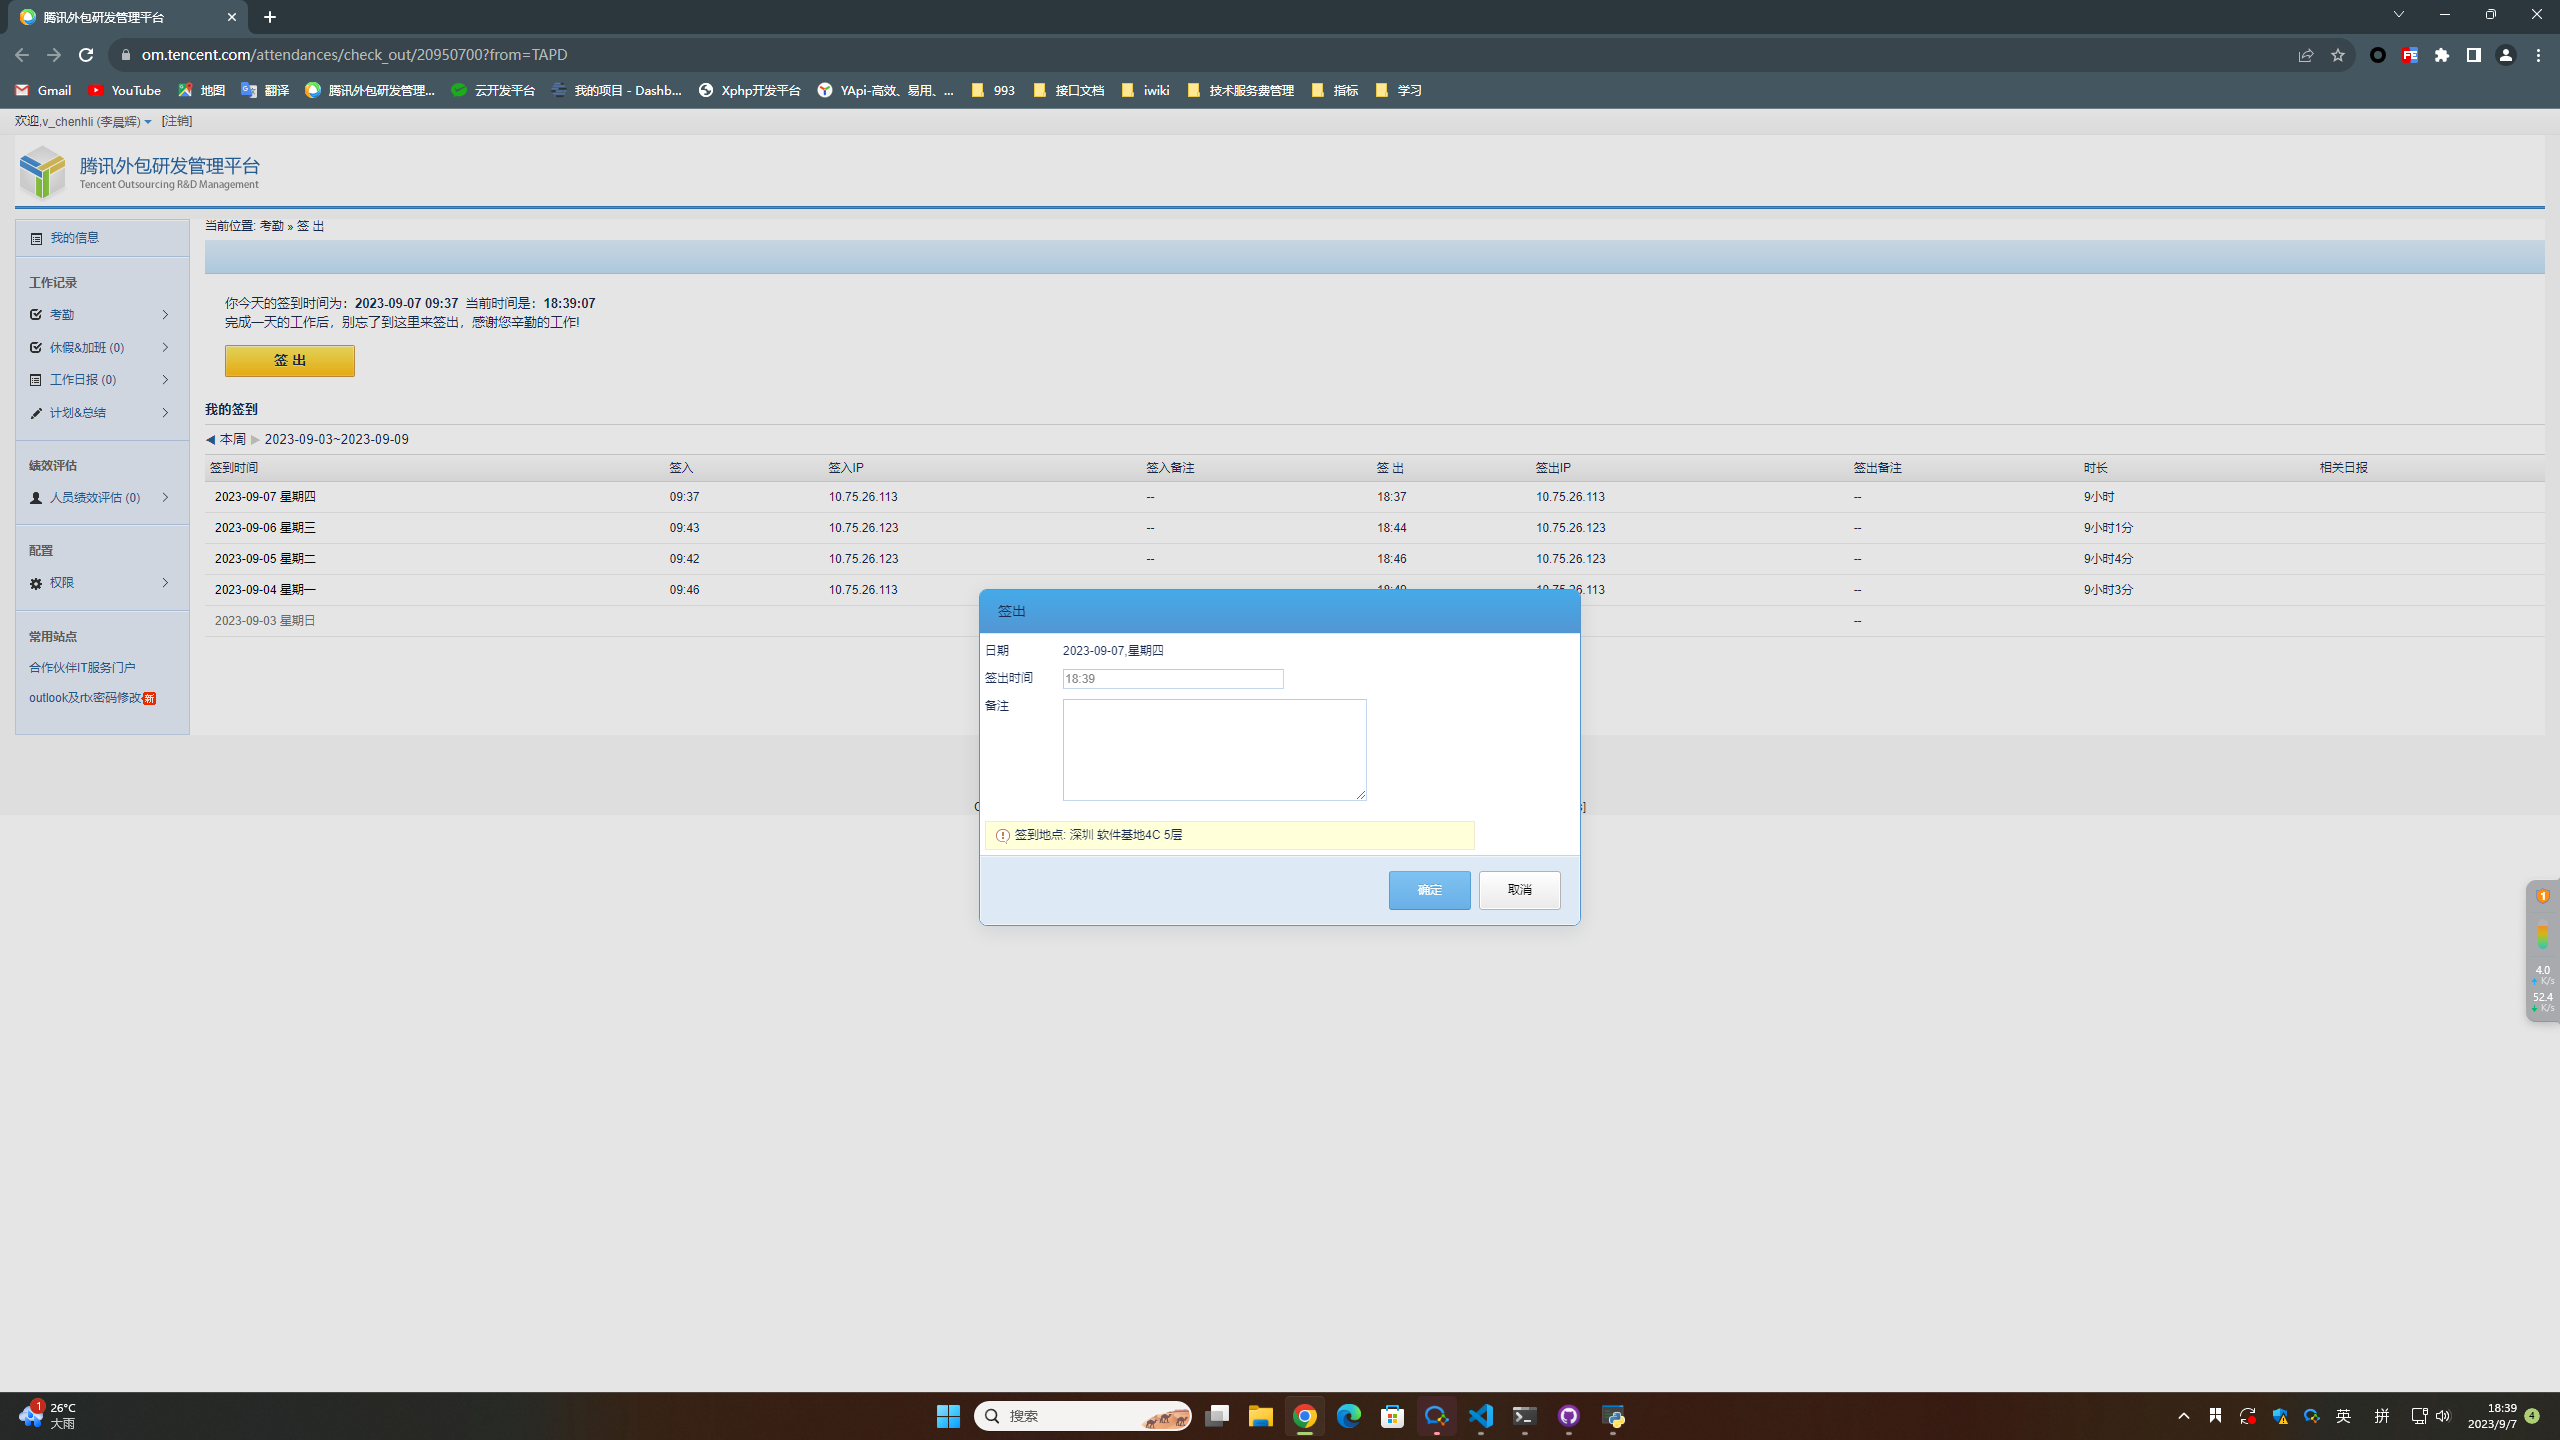 腾讯外包研发管理平台
om.tencent.com/attendances/check_out/20950700?from=TAPD
Gmail YouTube 地图 翻译 腾讯外包研发管理... 云开发平台 我的项目 - Dashb... Xphp开发平台 YApi-高效、易用、... 993 接口文档 iwiki 技术服务费管理 指标 学习
欢迎,v_chenhli (李晨辉) [注销]
腾讯外包研发管理平台
Tencent Outsourcing R&D Management
我的信息
工作记录
考勤
休假&加班 (0)
工作日报 (0)
计划&总结
绩效评估
人员绩效评估 (0)
配置
权限
常用站点
合作伙伴IT服务门户
outlook及rtx密码修改 新
当前位置: 考勤 » 签 出
你今天的签到时间为：2023-09-07 09:37 当前时间是：18:39:07
完成一天的工作后，别忘了到这里来签出，感谢您辛勤的工作!
签 出
我的签到
本周 2023-09-03~2023-09-09
签到时间 签入 签入IP 签入备注 签 出 签出IP 签出备注 时长 相关日报
2023-09-07 星期四 09:37 10.75.26.113 -- 18:37 10.75.26.113 -- 9小时
2023-09-06 星期三 09:43 10.75.26.123 -- 18:44 10.75.26.123 -- 9小时1分
2023-09-05 星期二 09:42 10.75.26.123 -- 18:46 10.75.26.123 -- 9小时4分
2023-09-04 星期一 09:46 10.75.26.113 18:49 10.75.26.113 -- 9小时3分
2023-09-03 星期日 --
签出
日期 2023-09-07,星期四
签出时间 18:39
备注
签到地点: 深圳 软件基地4C 5层
确定 取消
1
4.0
K/s
52.4
K/s
1
26°C
大雨
搜索
英 拼
18:39
2023/9/7
4